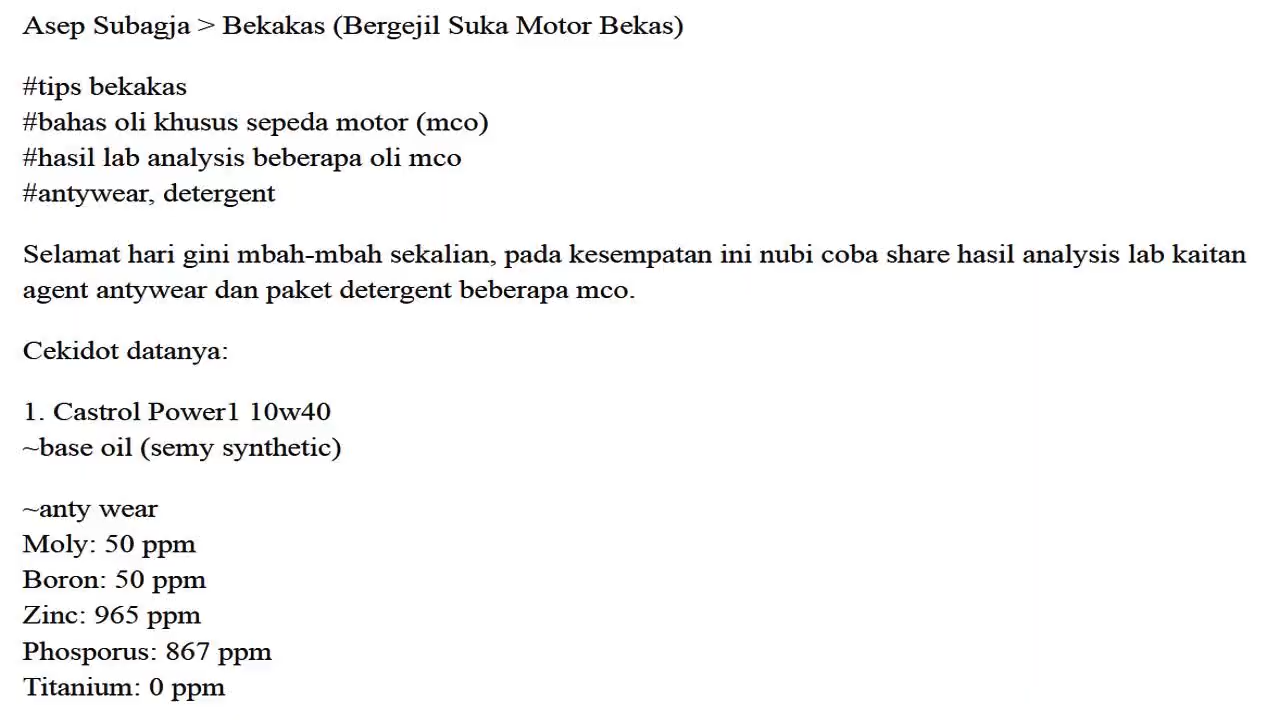 Asep Subagja > Bekakas (Bergejil Suka Motor Bekas)
#tips bekakas
#bahas oli khusus sepeda motor (mco)
#hasil lab analysis beberapa oli mco
#antywear, detergent
Selamat hari gini mbah-mbah sekalian, pada kesempatan ini nubi coba share hasil analysis lab kaitan
agent antywear dan paket detergent beberapa mco.
Cekidot datanya:
1. Castrol Power1 10w40
~base oil (semy synthetic)
~anty wear
Moly: 50 ppm
Boron: 50 ppm
Zinc: 965 ppm
Phosporus: 867 ppm
Titanium: 0 ppm